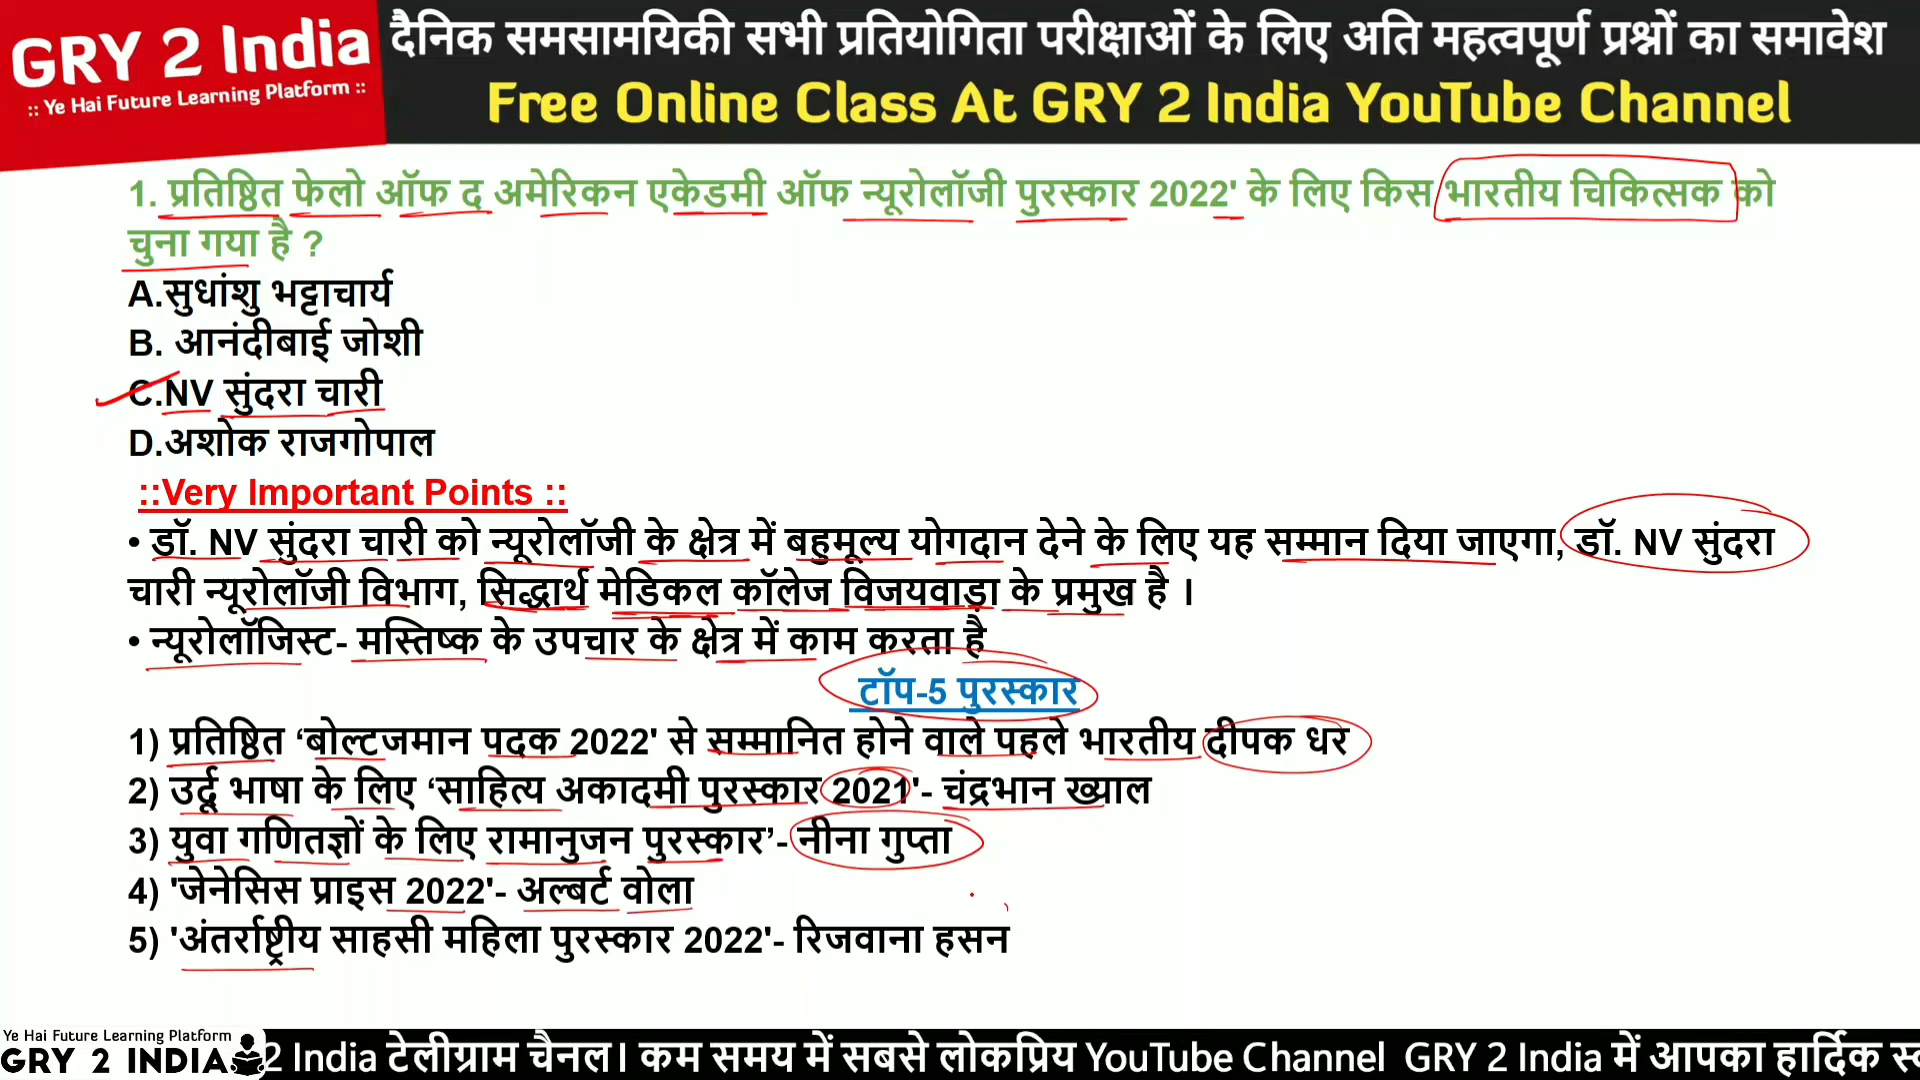 GRY 2 India
:: Ye Hai Future Learning Platform ::
दैनिक समसामयिकी सभी प्रतियोगिता परीक्षाओं के लिए अति महत्वपूर्ण प्रश्नों का समावेश
Free Online Class At GRY 2 India YouTube Channel
1. प्रतिष्ठित फेलो ऑफ द अमेरिकन एकेडमी ऑफ न्यूरोलॉजी पुरस्कार 2022' के लिए किस भारतीय चिकित्सक को
चुना गया है ?
A.सुधांशु भट्टाचार्य
B. आनंदीबाई जोशी
C.NV सुंदरा चारी
D.अशोक राजगोपाल
::Very Important Points ::
• डॉ. NV सुंदरा चारी को न्यूरोलॉजी के क्षेत्र में बहुमूल्य योगदान देने के लिए यह सम्मान दिया जाएगा, डॉ. NV सुंदरा
चारी न्यूरोलॉजी विभाग, सिद्धार्थ मेडिकल कॉलेज विजयवाड़ा के प्रमुख है ।
• न्यूरोलॉजिस्ट- मस्तिष्क के उपचार के क्षेत्र में काम करता है
टॉप-5 पुरस्कार
1) प्रतिष्ठित ‘बोल्टजमान पदक 2022' से सम्मानित होने वाले पहले भारतीय दीपक धर
2) उर्दू भाषा के लिए ‘साहित्य अकादमी पुरस्कार 2021'- चंद्रभान ख्याल
3) युवा गणितज्ञों के लिए रामानुजन पुरस्कार’- नीना गुप्ता
4) 'जेनेसिस प्राइस 2022'- अल्बर्ट वोला
5) 'अंतर्राष्ट्रीय साहसी महिला पुरस्कार 2022'- रिजवाना हसन
Ye Hai Future Learning Platform
GRY 2 INDIA
2 India टेलीग्राम चैनल। कम समय में सबसे लोकप्रिय YouTube Channel GRY 2 India में आपका हार्दिक